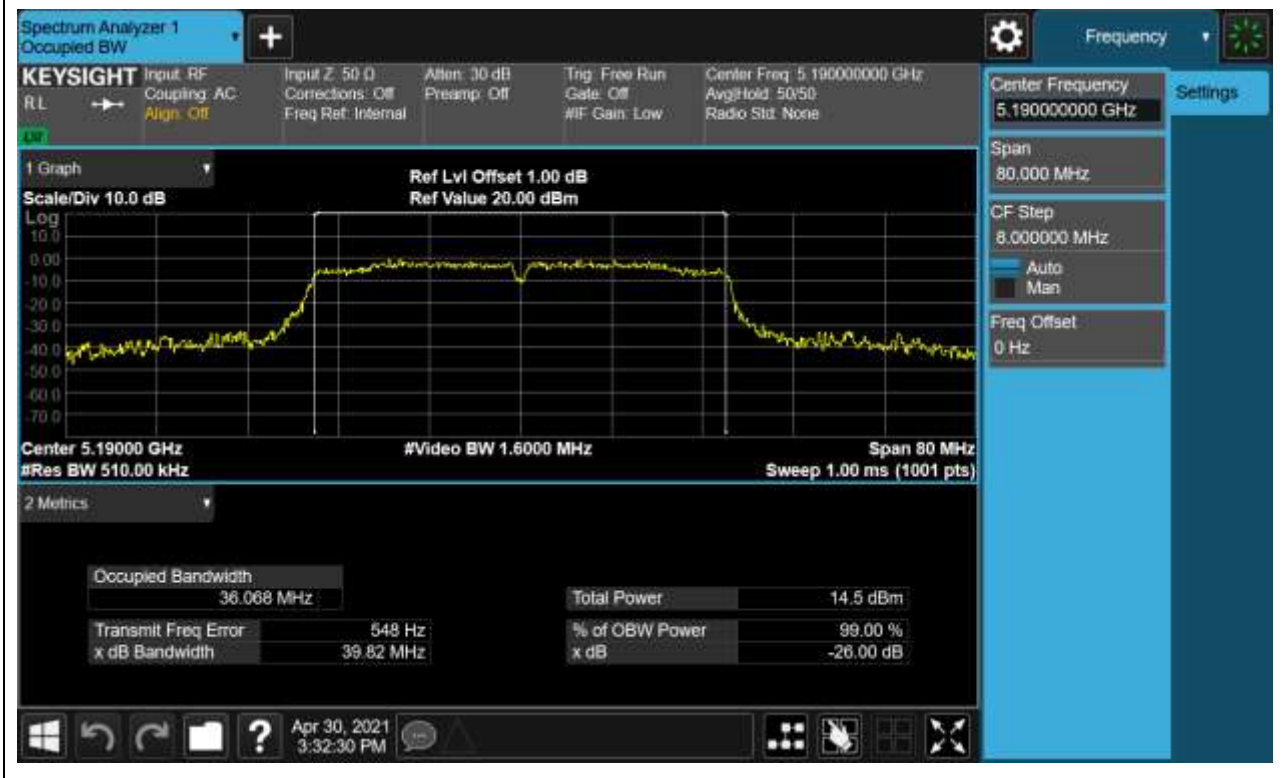 Spectrum Analyzer 1
Occupied BW
Frequency
KEYSIGHT
RL
LXI
Input: RF
Coupling: AC
Align: Off
Input Z: 50 Ω
Corrections: Off
Freq Ref: Internal
Atten: 30 dB
Preamp: Off
Trig: Free Run
Gate: Off
#IF Gain: Low
Center Freq: 5.190000000 GHz
Avg|Hold: 50/50
Radio Std: None
Center Frequency
5.190000000 GHz
Settings
Span
80.000 MHz
CF Step
8.000000 MHz
Auto
Man
Freq Offset
0 Hz
1 Graph
Scale/Div 10.0 dB
Ref Lvl Offset 1.00 dB
Ref Value 20.00 dBm
Log
10.0
0.00
-10.0
-20.0
-30.0
-40.0
-50.0
-60.0
-70.0
Center 5.19000 GHz
#Res BW 510.00 kHz
#Video BW 1.6000 MHz
Span 80 MHz
Sweep 1.00 ms (1001 pts)
2 Metrics
Occupied Bandwidth
36.068 MHz
Transmit Freq Error 548 Hz
x dB Bandwidth 39.82 MHz
Total Power 14.5 dBm
% of OBW Power 99.00 %
x dB -26.00 dB
?
Apr 30, 2021
3:32:30 PM